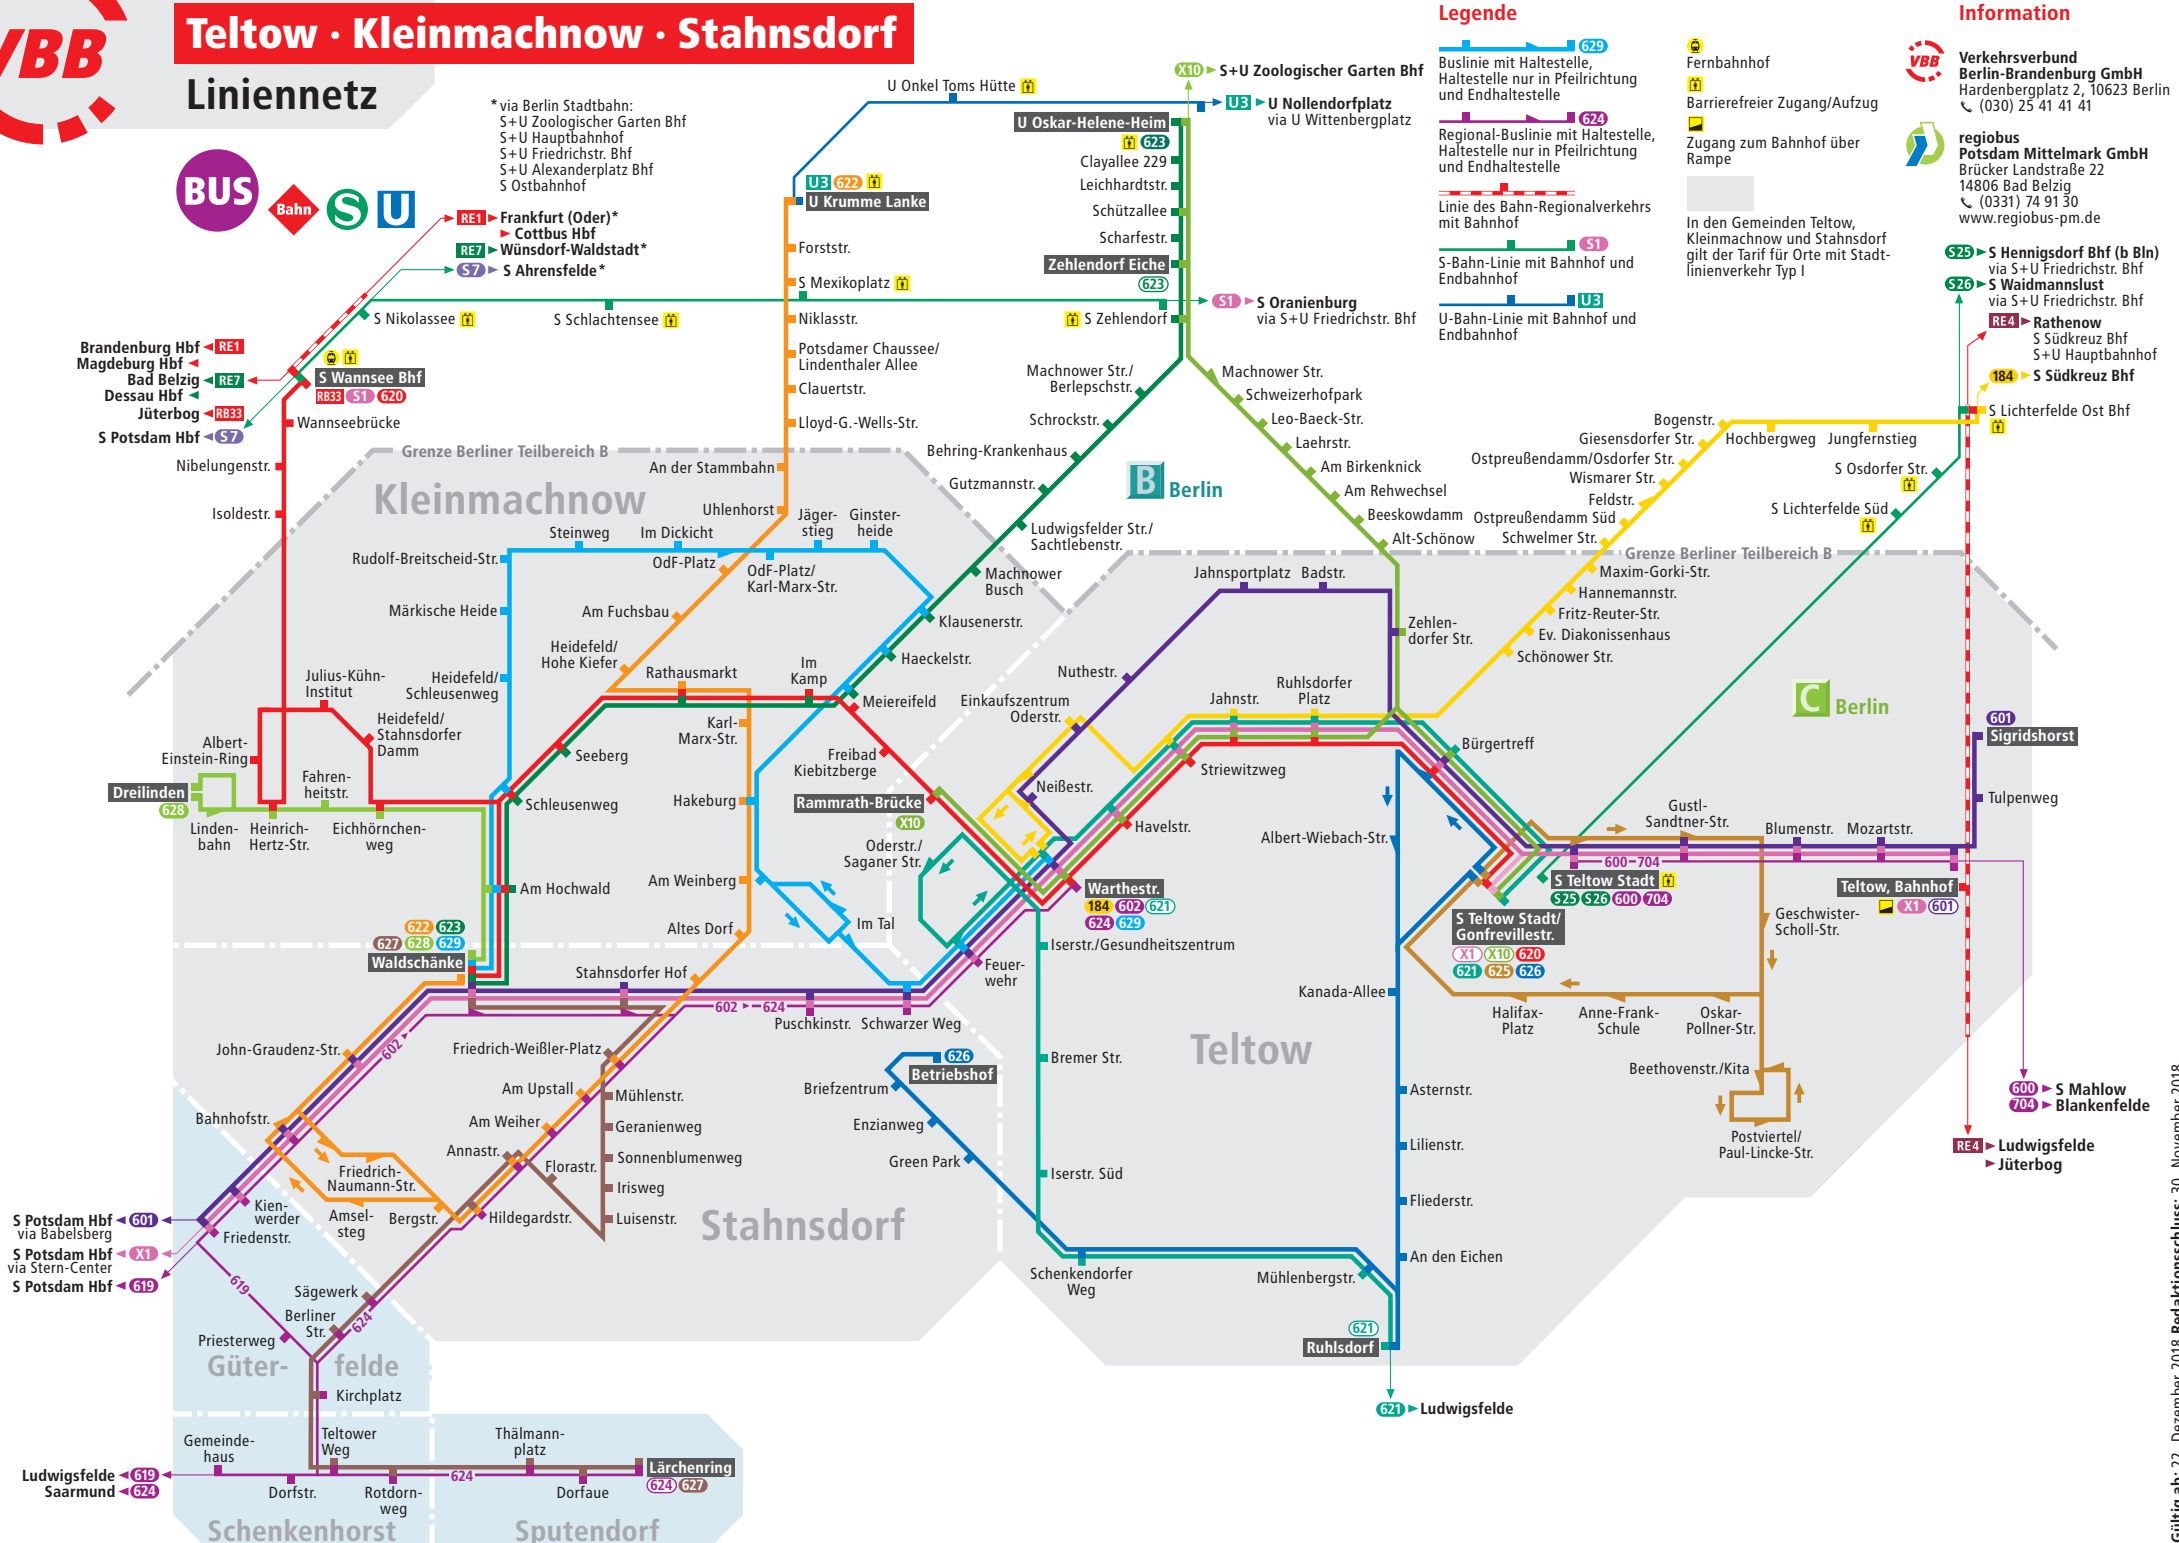 VBB
Teltow · Kleinmachnow · Stahnsdorf
Liniennetz
BUS
Bahn
S
U
* via Berlin Stadtbahn:
S+U Zoologischer Garten Bhf
S+U Hauptbahnhof
S+U Friedrichstr. Bhf
S+U Alexanderplatz Bhf
S Ostbahnhof
RE1 Frankfurt (Oder)*
Cottbus Hbf
RE7 Wünsdorf-Waldstadt*
S7 S Ahrensfelde*
Brandenburg Hbf RE1
Magdeburg Hbf
Bad Belzig RE7
Dessau Hbf
Jüterbog RB33
S Potsdam Hbf S7
S Wannsee Bhf
RB33 S1 620
Wannseebrücke
Nibelungenstr.
Isoldestr.
S Nikolassee
S Schlachtensee
S Mexikoplatz
S Zehlendorf
S1 S Oranienburg
via S+U Friedrichstr. Bhf
U Onkel Toms Hütte
U3 622
U Krumme Lanke
Forststr.
Niklasstr.
Potsdamer Chaussee/
Lindenthaler Allee
Clauertstr.
Lloyd-G.-Wells-Str.
An der Stammbahn
Uhlenhorst
X10 S+U Zoologischer Garten Bhf
U3 U Nollendorfplatz
via U Wittenbergplatz
U Oskar-Helene-Heim
623
Clayallee 229
Leichhardtstr.
Schützallee
Scharfestr.
Zehlendorf Eiche
623
Machnower Str./
Berlepschstr.
Schrockstr.
Behring-Krankenhaus
Gutzmannstr.
Ludwigsfelder Str./
Sachtlebenstr.
Machnower
Busch
Klausenerstr.
Haeckelstr.
Meiereifeld
Machnower Str.
Schweizerhofpark
Leo-Baeck-Str.
Laehrstr.
Am Birkenknick
Am Rehwechsel
Beeskowdamm
Alt-Schönow
B Berlin
Legende
629
Buslinie mit Haltestelle,
Haltestelle nur in Pfeilrichtung
und Endhaltestelle
624
Regional-Buslinie mit Haltestelle,
Haltestelle nur in Pfeilrichtung
und Endhaltestelle
Linie des Bahn-Regionalverkehrs
mit Bahnhof
S1
S-Bahn-Linie mit Bahnhof und
Endbahnhof
U3
U-Bahn-Linie mit Bahnhof und
Endbahnhof
Fernbahnhof
Barrierefreier Zugang/Aufzug
Zugang zum Bahnhof über
Rampe
In den Gemeinden Teltow,
Kleinmachnow und Stahnsdorf
gilt der Tarif für Orte mit Stadt-
linienverkehr Typ I
Information
VBB
Verkehrsverbund
Berlin-Brandenburg GmbH
Hardenbergplatz 2, 10623 Berlin
(030) 25 41 41 41
regiobus
Potsdam Mittelmark GmbH
Brücker Landstraße 22
14806 Bad Belzig
(0331) 74 91 30
www.regiobus-pm.de
S25 S Hennigsdorf Bhf (b Bln)
via S+U Friedrichstr. Bhf
S26 S Waidmannslust
via S+U Friedrichstr. Bhf
RE4 Rathenow
S Südkreuz Bhf
S+U Hauptbahnhof
184 S Südkreuz Bhf
S Lichterfelde Ost Bhf
Bogenstr.
Hochbergweg
Jungfernstieg
Giesensdorfer Str.
Ostpreußendamm/Osdorfer Str.
Wismarer Str.
Feldstr.
Ostpreußendamm Süd
Schwelmer Str.
S Osdorfer Str.
S Lichterfelde Süd
Grenze Berliner Teilbereich B
Maxim-Gorki-Str.
Hannemannstr.
Fritz-Reuter-Str.
Ev. Diakonissenhaus
Schönower Str.
C Berlin
Grenze Berliner Teilbereich B
Kleinmachnow
Steinweg
Im Dickicht
Jäger-
stieg
Ginster-
heide
Rudolf-Breitscheid-Str.
OdF-Platz
OdF-Platz/
Karl-Marx-Str.
Märkische Heide
Am Fuchsbau
Heidefeld/
Hohe Kiefer
Heidefeld/
Schleusenweg
Rathausmarkt
Im
Kamp
Julius-Kühn-
Institut
Heidefeld/
Stahnsdorfer
Damm
Albert-
Einstein-Ring
Fahren-
heitstr.
Dreilinden
628
Linden-
bahn
Heinrich-
Hertz-Str.
Eichhörnchen-
weg
Seeberg
Schleusenweg
Am Hochwald
Karl-
Marx-Str.
Hakeburg
Am Weinberg
Altes Dorf
Freibad
Kiebitzberge
Rammrath-Brücke
X10
Oderstr./
Saganer Str.
Im Tal
622 623
627 628 629
Waldschänke
Stahnsdorfer Hof
602 624
Puschkinstr.
Schwarzer Weg
Feuer-
wehr
Jahnsportplatz
Badstr.
Zehlen-
dorfer Str.
Nuthestr.
Einkaufszentrum
Oderstr.
Jahnstr.
Ruhlsdorfer
Platz
Neißestr.
Striewitzweg
Havelstr.
Bürgertreff
Warthestr.
184 602 621
624 629
Iserstr./Gesundheitszentrum
Albert-Wiebach-Str.
Kanada-Allee
Teltow
Gustl-
Sandtner-Str.
Blumenstr.
Mozartstr.
600 – 704
S Teltow Stadt
S25 S26 600 704
S Teltow Stadt/
Gonfrevillestr.
X1 X10 620
621 625 626
Teltow, Bahnhof
X1 601
601
Sigridshorst
Tulpenweg
Geschwister-
Scholl-Str.
Halifax-
Platz
Anne-Frank-
Schule
Oskar-
Pollner-Str.
Beethovenstr./Kita
Postviertel/
Paul-Lincke-Str.
600 S Mahlow
704 Blankenfelde
RE4 Ludwigsfelde
Jüterbog
John-Graudenz-Str.
602
Friedrich-Weißler-Platz
Am Upstall
Am Weiher
Annastr.
Florastr.
Mühlenstr.
Geranienweg
Sonnenblumenweg
Irisweg
Luisenstr.
Bahnhofstr.
Friedrich-
Naumann-Str.
Amsel-
steg
Bergstr.
Hildegardstr.
Kien-
werder
Friedenstr.
Stahnsdorf
S Potsdam Hbf 601
via Babelsberg
S Potsdam Hbf X1
via Stern-Center
S Potsdam Hbf 619
619
Sägewerk
Berliner
Str.
624
Priesterweg
Güter-
felde
Kirchplatz
Gemeinde-
haus
Teltower
Weg
Thälmann-
platz
Lärchenring
624 627
Ludwigsfelde 619
Saarmund 624
624
Dorfstr.
Rotdorn-
weg
Dorfaue
Schenkenhorst
Sputendorf
626
Betriebshof
Briefzentrum
Enzianweg
Green Park
Bremer Str.
Iserstr. Süd
Schenkendorfer
Weg
Mühlenbergstr.
Asternstr.
Lilienstr.
Fliederstr.
An den Eichen
621
Ruhlsdorf
621 Ludwigsfelde
Gültig ab: 22. Dezember 2018 Redaktionsschluss: 30. November 2018